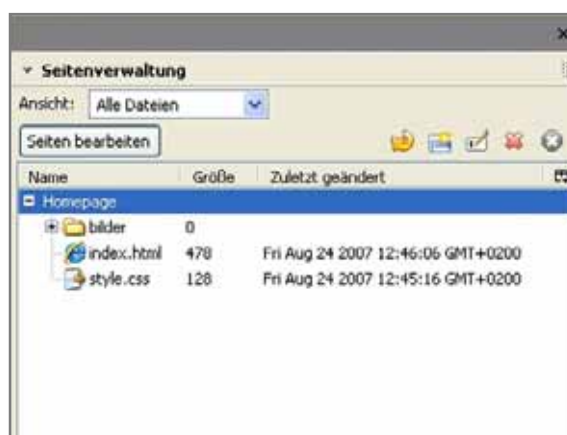 Seitenverwaltung
Ansicht: Alle Dateien
Seiten bearbeiten
Name Größe Zuletzt geändert
Homepage
bilder 0
index.html 478 Fri Aug 24 2007 12:46:06 GMT+0200
style.css 128 Fri Aug 24 2007 12:45:16 GMT+0200